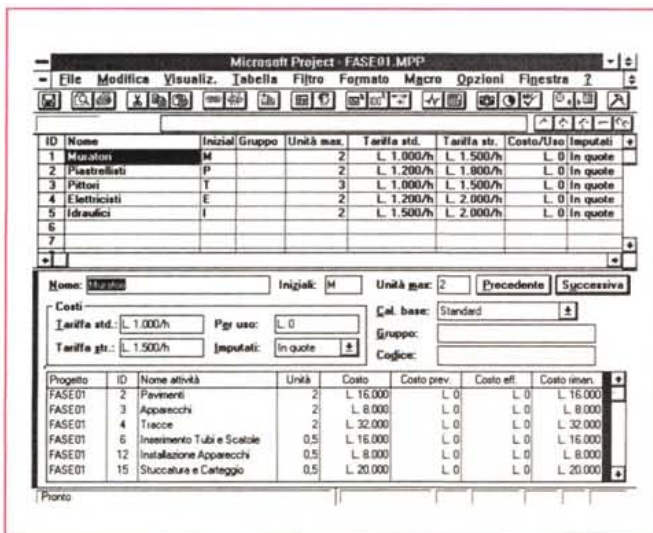 Microsoft Project - FASE01.MPP
File Modifica Visualiz. Tabella Filtro Formato Macro Opzioni Finestra ?
ID Nome Inizial Gruppo Unità max. Tariffa std. Tariffa str. Costo/Uso Imputati
1 Muratori M 2 L. 1.000/h L. 1.500/h L. 0 In quote
2 Piastrellisti P 2 L. 1.200/h L. 1.800/h L. 0 In quote
3 Pittori T 3 L. 1.000/h L. 1.500/h L. 0 In quote
4 Elettricisti E 2 L. 1.200/h L. 2.000/h L. 0 In quote
5 Idraulici I 2 L. 1.500/h L. 2.000/h L. 0 In quote
6
7
Nome: Muratori Iniziali: M Unità max: 2 Precedente Successiva
Costi
Cal. base: Standard
Tariffa std.: L. 1.000/h Per uso: L. 0
Gruppo:
Tariffa str.: L. 1.500/h Imputati: In quote
Codice:
Progetto ID Nome attività Unità Costo Costo prev. Costo eff. Costo riman.
FASE01 2 Pavimenti 2 L. 16.000 L. 0 L. 0 L. 16.000
FASE01 3 Apparecchi 2 L. 8.000 L. 0 L. 0 L. 8.000
FASE01 4 Tracce 2 L. 32.000 L. 0 L. 0 L. 32.000
FASE01 6 Inserimento Tubi e Scatole 0,5 L. 16.000 L. 0 L. 0 L. 16.000
FASE01 12 Installazione Apparecchi 0,5 L. 8.000 L. 0 L. 0 L. 8.000
FASE01 15 Stuccatura e Carteggio 0,5 L. 20.000 L. 0 L. 0 L. 20.000
Pronto